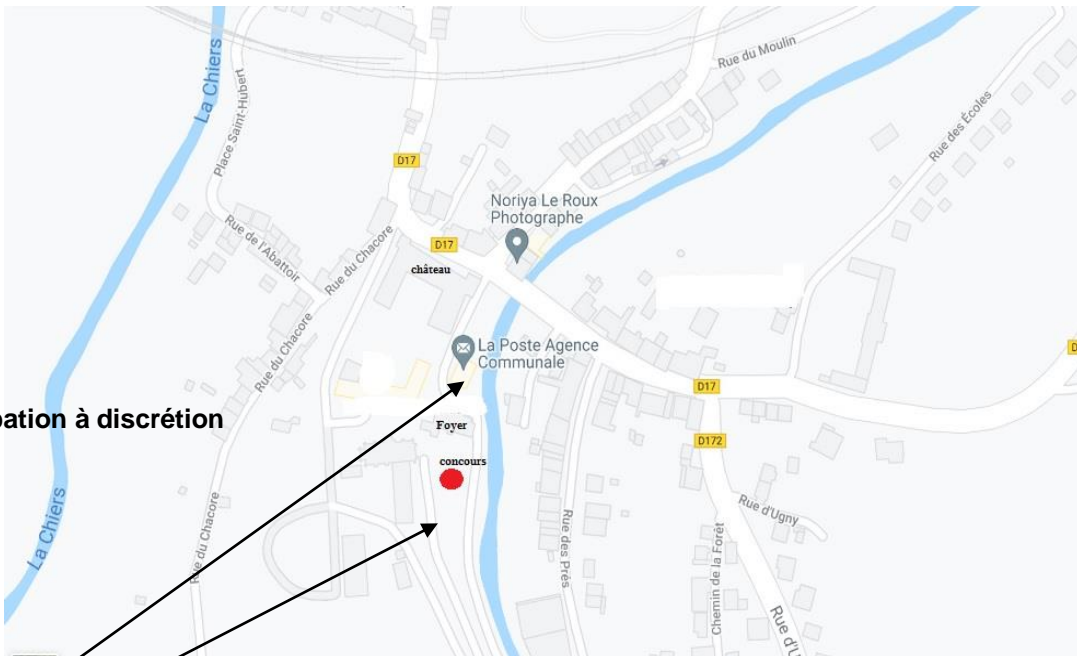 La Chiers
Place Saint-Hubert
Rue du Moulin
Rue des Écoles
D17
Noriya Le Roux
Photographe
Rue de l'Abattoir
Rue du Chacore
D17
château
La Poste Agence
Communale
Rue du Chacore
D17
à discrétion
Foyer
D172
concours
La Chiers
Rue du Chacore
Rue des Prés
Rue d'Ugny
Chemin de la Forêt